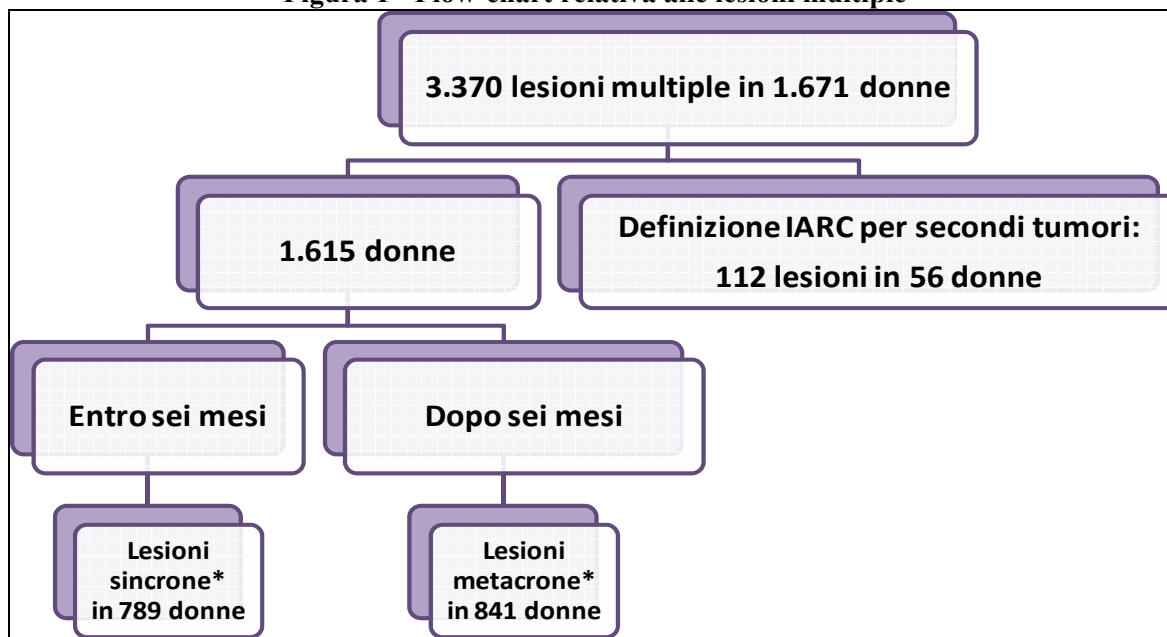 Figura 1 - Flow-chart relativa alle lesioni multiple
3.370 lesioni multiple in 1.671 donne
1.615 donne
Definizione IARC per secondi tumori:
112 lesioni in 56 donne
Entro sei mesi
Dopo sei mesi
Lesioni
sincrone*
in 789 donne
Lesioni
metacrone*
in 841 donne